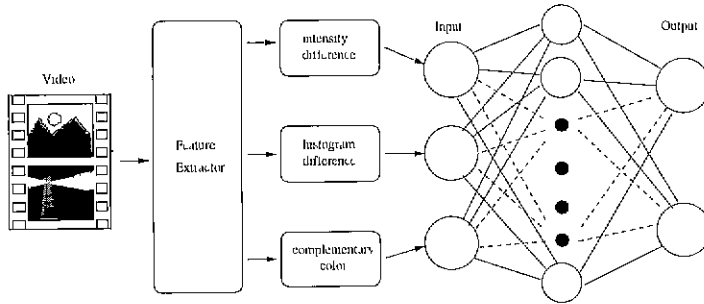 Video
Feature
Extractor
intensity
difference
histogram
difference
complementary
color
Input
Output